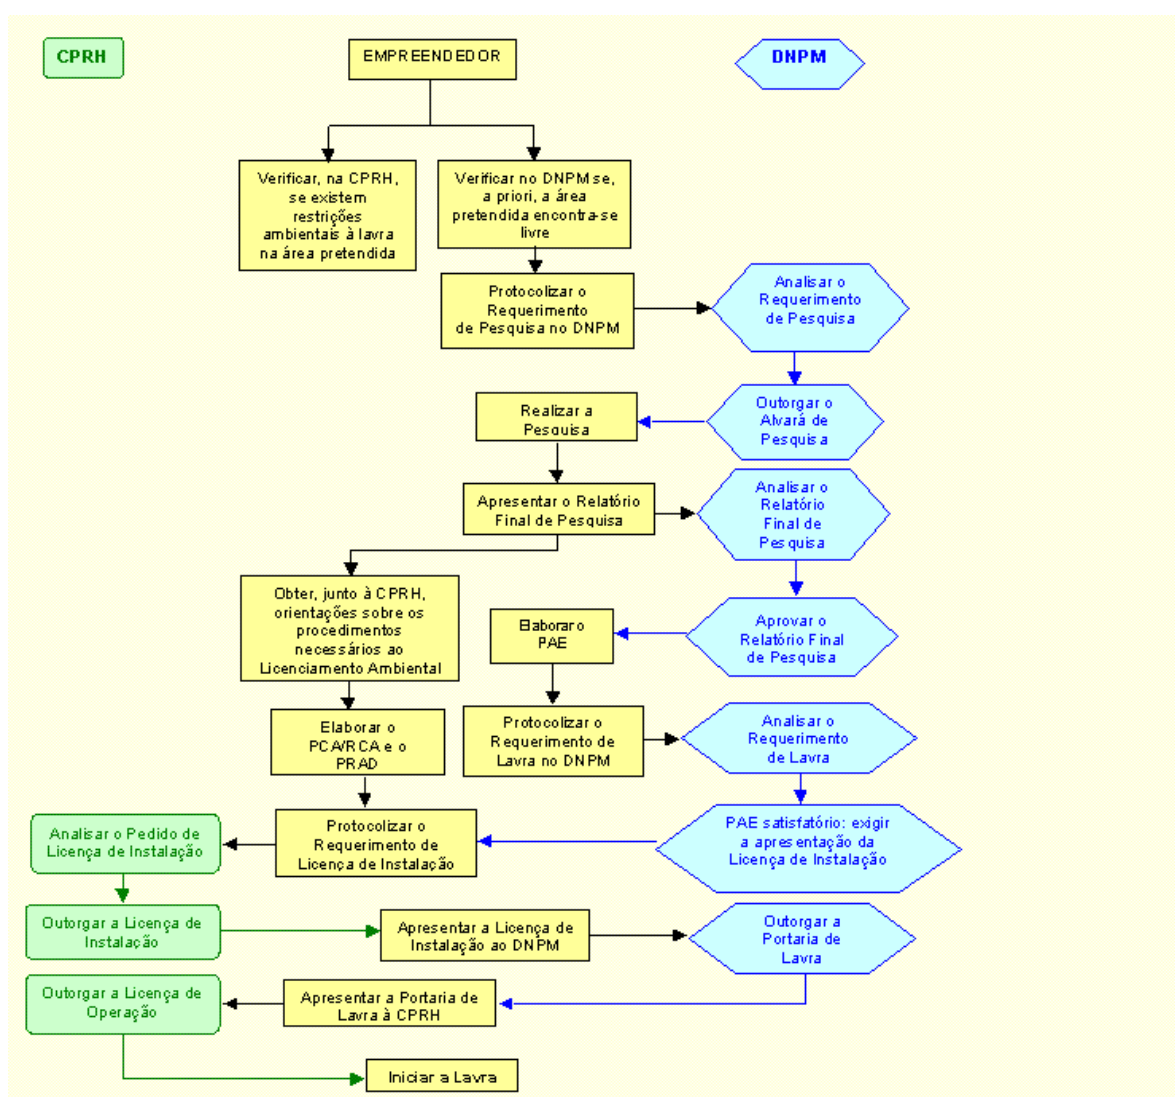 CPRH
EMPREENDEDOR
DNPM
Verificar, na CPRH,
se existem
restrições
ambientais à lavra
na área pretendida
Verificar no DNPM se,
a priori, a área
pretendida encontra-se
livre
Protocolizar o
Requerimento
de Pesquisa no DNPM
Analisar o
Requerimento
de Pesquisa
Realizar a
Pesquisa
Outorgar o
Alvará de
Pesquisa
Apresentar o Relatório
Final de Pesquisa
Analisar o
Relatório
Final de
Pesquisa
Obter, junto à CPRH,
orientações sobre os
procedimentos
necessários ao
Licenciamento Ambiental
Elaborar o
PAE
Aprovar o
Relatório Final
de Pesquisa
Elaborar o
PCA/RCA e o
PRAD
Protocolizar o
Requerimento de
Lavra no DNPM
Analisar o
Requerimento
de Lavra
Analisar o Pedido de
Licença de Instalação
Protocolizar o
Requerimento de
Licença de Instalação
PAE satisfatório: exigir
a apresentação da
Licença de Instalação
Outorgar a Licença de
Instalação
Apresentar a Licença de
Instalação ao DNPM
Outorgar a
Portaria de
Lavra
Outorgar a Licença de
Operação
Apresentar a Portaria de
Lavra à CPRH
Iniciar a Lavra